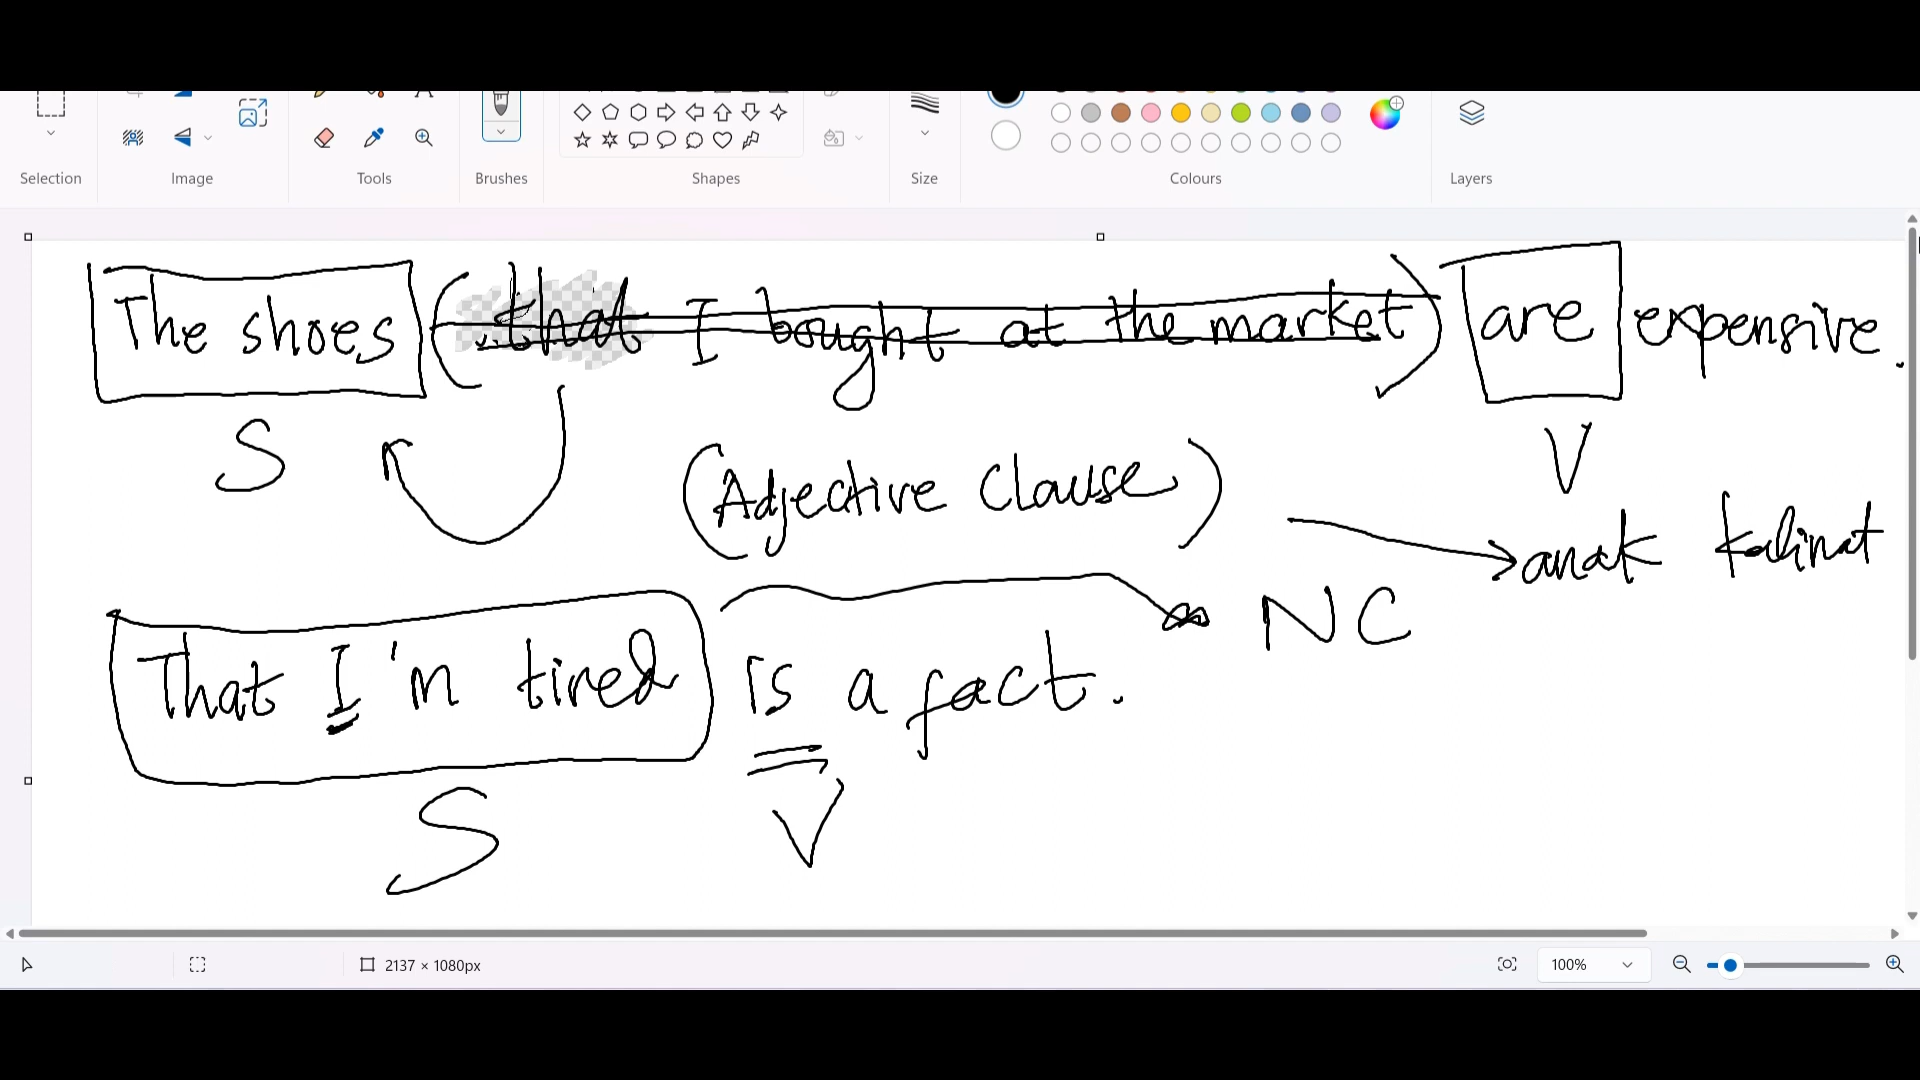 Selection
Image
Tools
Brushes
Shapes
Size
Colours
Layers
The shoes (that I bought at the market) are expensive.
S
V
(Adjective Clause)
anak kalimat
NC
That I'm tired is a fact.
S
V
2137 × 1080px
100%